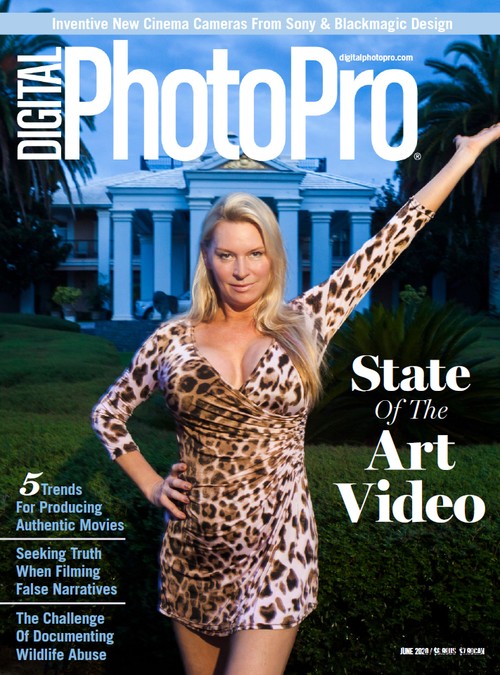 Inventive New Cinema Cameras From Sony & Blackmagic Design
digitalphotopro.com
DIGITAL
PhotoPro®
State
Of The
Art
Video
5 Trends
For Producing
Authentic Movies
Seeking Truth
When Filming
False Narratives
The Challenge
Of Documenting
Wildlife Abuse
JUNE 2020 /